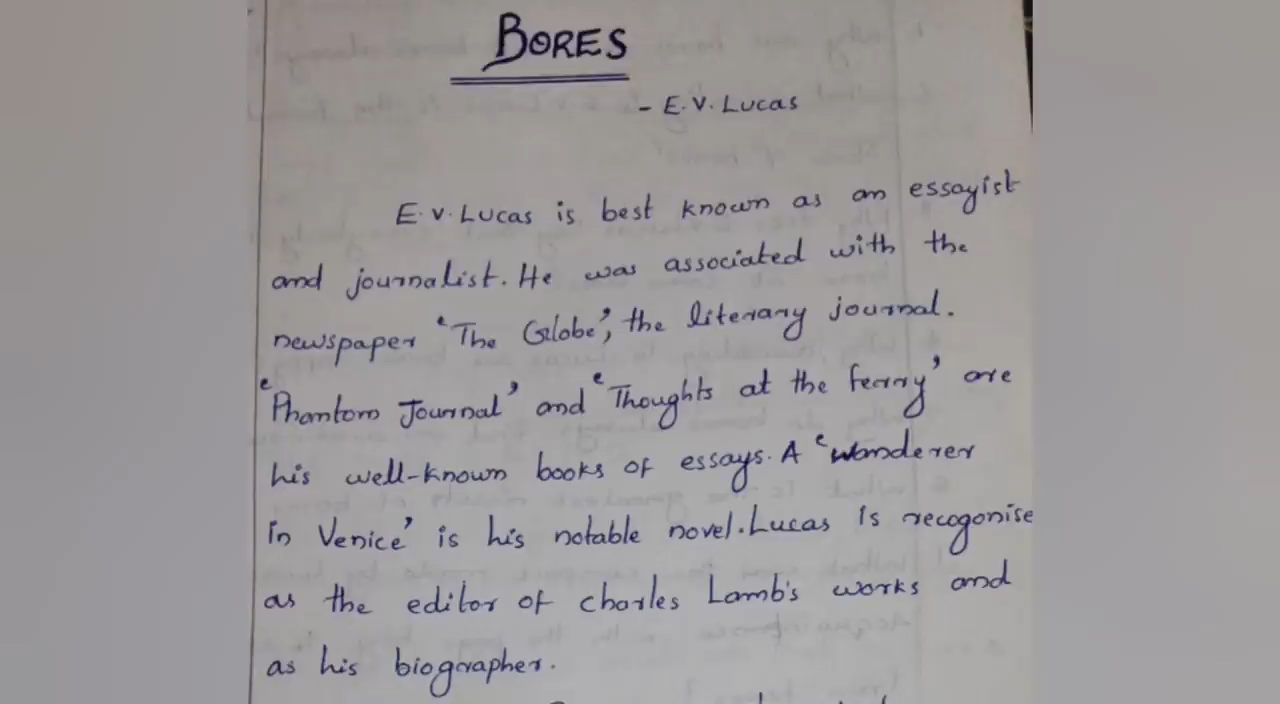 BORES
- E.V. LUCAS
E.V. LUCAS is best known as an essayist
and journalist. He was associated with the
newspaper 'The Globe', the literary journal.
'Phantom Journal' and 'Thoughts at the Ferry' are
his well-known books of essays. A 'wanderer
in Venice' is his notable novel. Lucas is recogonise
as the editor of charles Lamb's works and
as his biographer.